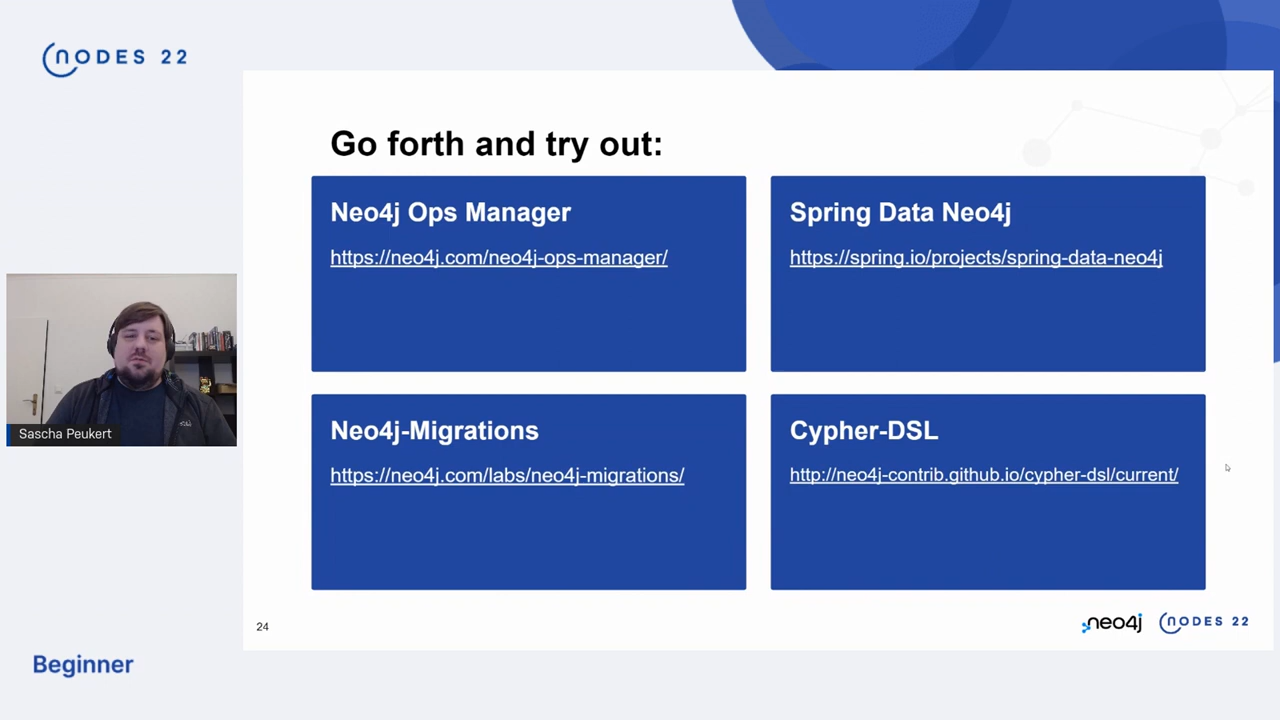 NODES 22
Go forth and try out:
Neo4j Ops Manager
https://neo4j.com/neo4j-ops-manager/
Spring Data Neo4j
https://spring.io/projects/spring-data-neo4j
Neo4j-Migrations
https://neo4j.com/labs/neo4j-migrations/
Cypher-DSL
http://neo4j-contrib.github.io/cypher-dsl/current/
Sascha Peukert
24
neo4j
NODES 22
Beginner